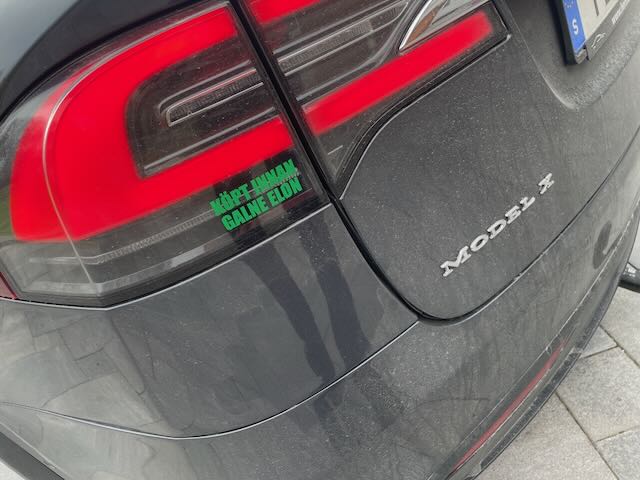 S
KÖPT INNAN
GALNE ELON
MODEL X